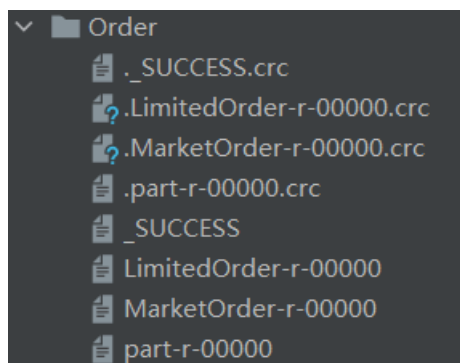 Order
._SUCCESS.crc
.LimitedOrder-r-00000.crc
.MarketOrder-r-00000.crc
.part-r-00000.crc
_SUCCESS
LimitedOrder-r-00000
MarketOrder-r-00000
part-r-00000